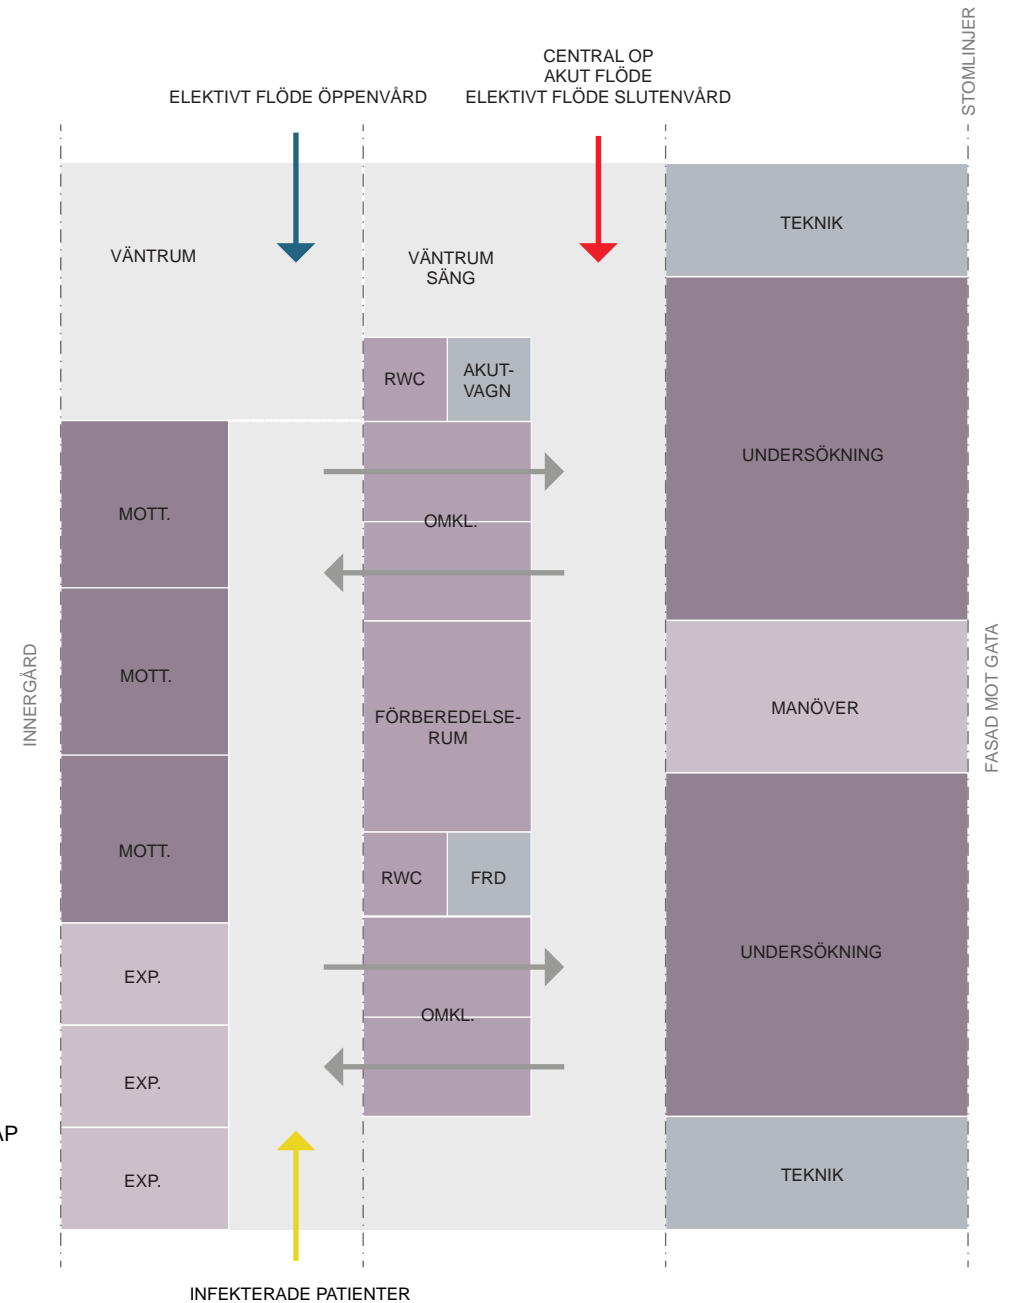 STOMLINJER
CENTRAL OP
AKUT FLÖDE
ELEKTIVT FLÖDE ÖPPENVÅRD
ELEKTIVT FLÖDE SLUTENVÅRD
TEKNIK
VÄNTRUM
VÄNTRUM
SÄNG
RWC
AKUT-
VAGN
UNDERSÖKNING
MOTT.
OMKL.
INNERGÅRD
MOTT.
FÖRBEREDELSE-
RUM
MANÖVER
FASAD MOT GATA
MOTT.
RWC
FRD
UNDERSÖKNING
EXP.
OMKL.
EXP.
AP
EXP.
TEKNIK
INFEKTERADE PATIENTER